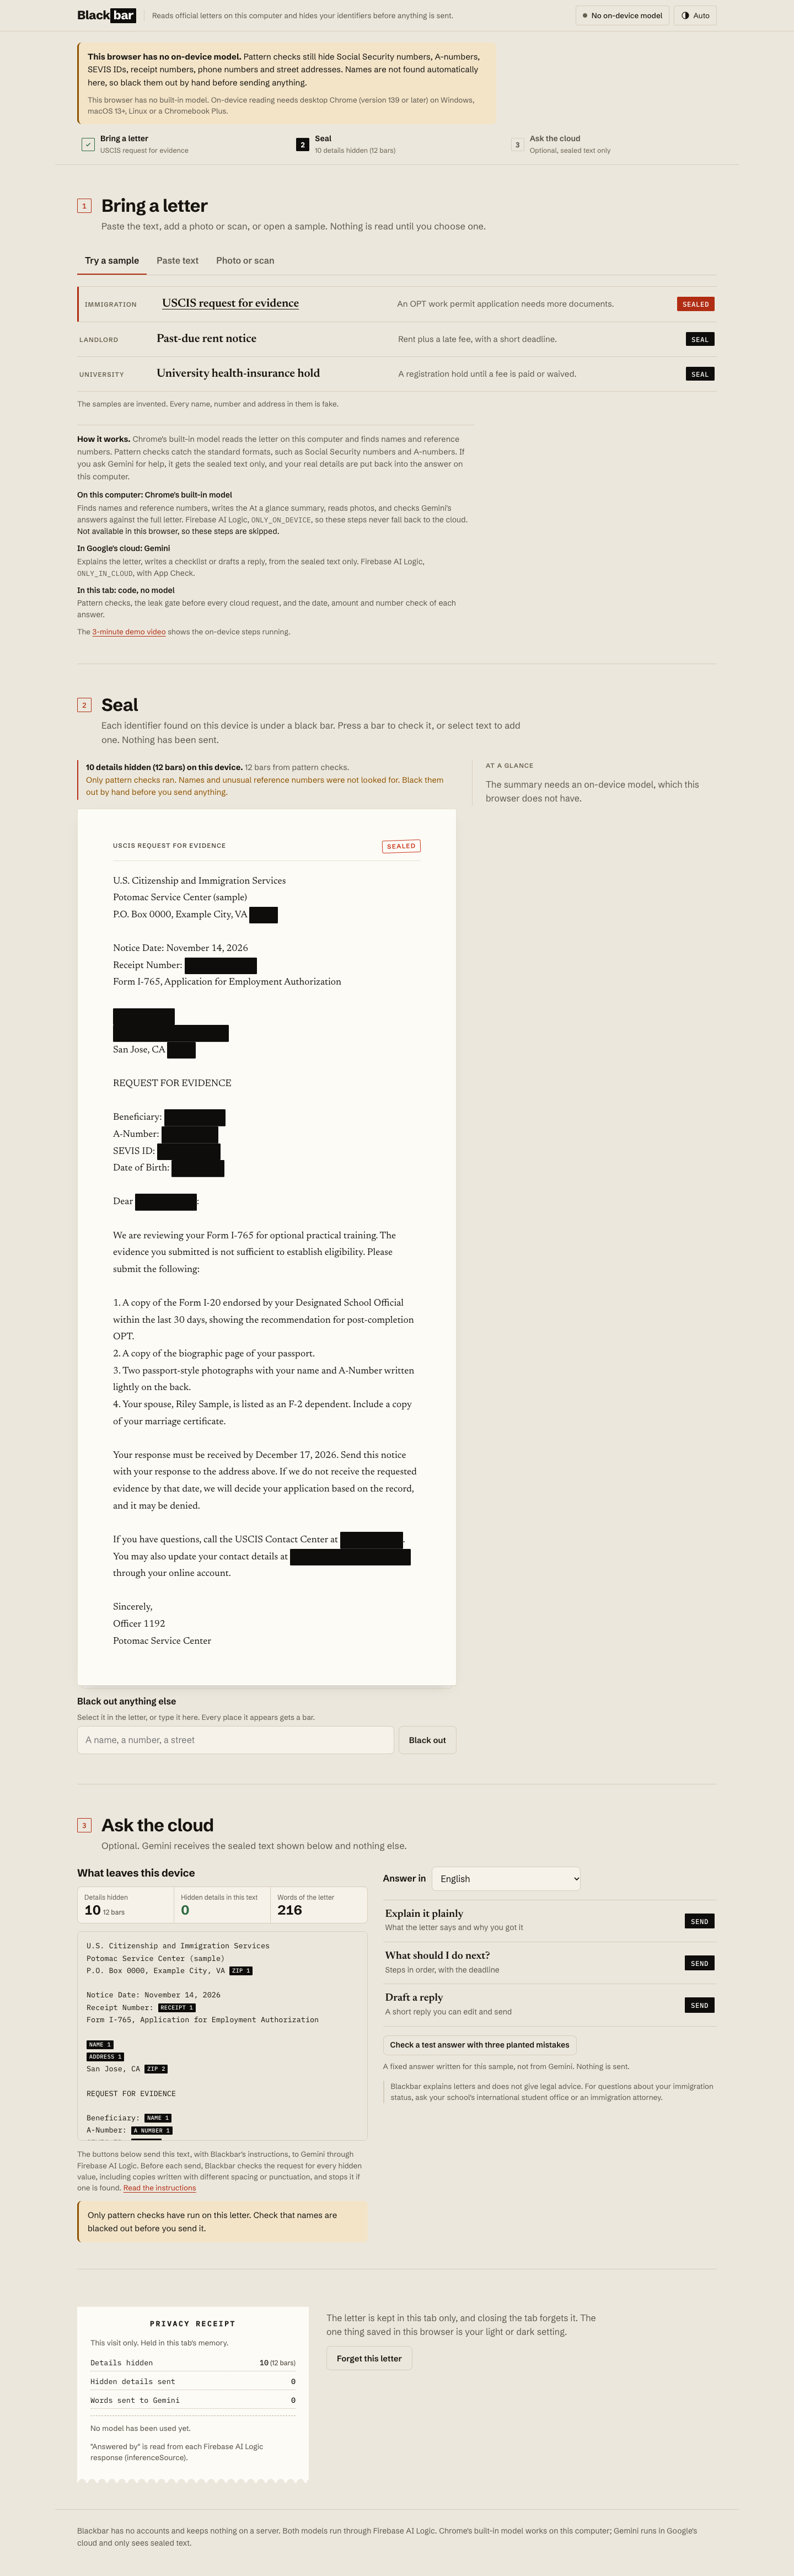 Blackbar
Reads official letters on this computer and hides your identifiers before anything is sent.
No on-device model
Auto
This browser has no on-device model. Pattern checks still hide Social Security numbers, A-numbers,
SEVIS IDs, receipt numbers, phone numbers and street addresses. Names are not found automatically
here, so black them out by hand before sending anything.
This browser has no built-in model. On-device reading needs desktop Chrome (version 139 or later) on Windows,
macOS 13+, Linux or a Chromebook Plus.
Bring a letter
USCIS request for evidence
2
Seal
10 details hidden (12 bars)
3
Ask the cloud
Optional, sealed text only
1
Bring a letter
Paste the text, add a photo or scan, or open a sample. Nothing is read until you choose one.
Try a sample
Paste text
Photo or scan
IMMIGRATION
USCIS request for evidence
An OPT work permit application needs more documents.
SEALED
LANDLORD
Past-due rent notice
Rent plus a late fee, with a short deadline.
SEAL
UNIVERSITY
University health-insurance hold
A registration hold until a fee is paid or waived.
SEAL
The samples are invented. Every name, number and address in them is fake.
How it works. Chrome's built-in model reads the letter on this computer and finds names and reference
numbers. Pattern checks catch the standard formats, such as Social Security numbers and A-numbers. If
you ask Gemini for help, it gets the sealed text only, and your real details are put back into the answer on
this computer.
On this computer: Chrome's built-in model
Finds names and reference numbers, writes the At a glance summary, reads photos, and checks Gemini's
answers against the full letter. Firebase AI Logic, ONLY_ON_DEVICE, so these steps never fall back to the cloud.
Not available in this browser, so these steps are skipped.
In Google's cloud: Gemini
Explains the letter, writes a checklist or drafts a reply, from the sealed text only. Firebase AI Logic,
ONLY_IN_CLOUD, with App Check.
In this tab: code, no model
Pattern checks, the leak gate before every cloud request, and the date, amount and number check of each
answer.
The 3-minute demo video shows the on-device steps running.
2
Seal
Each identifier found on this device is under a black bar. Press a bar to check it, or select text to add
one. Nothing has been sent.
10 details hidden (12 bars) on this device. 12 bars from pattern checks.
Only pattern checks ran. Names and unusual reference numbers were not looked for. Black them
out by hand before you send anything.
AT A GLANCE
The summary needs an on-device model, which this
browser does not have.
USCIS REQUEST FOR EVIDENCE
SEALED
U.S. Citizenship and Immigration Services
Potomac Service Center (sample)
P.O. Box 0000, Example City, VA
Notice Date: November 14, 2026
Receipt Number:
Form I-765, Application for Employment Authorization
San Jose, CA
REQUEST FOR EVIDENCE
Beneficiary:
A-Number:
SEVIS ID:
Date of Birth:
Dear :
We are reviewing your Form I-765 for optional practical training. The
evidence you submitted is not sufficient to establish eligibility. Please
submit the following:
1. A copy of the Form I-20 endorsed by your Designated School Official
within the last 30 days, showing the recommendation for post-completion
OPT.
2. A copy of the biographic page of your passport.
3. Two passport-style photographs with your name and A-Number written
lightly on the back.
4. Your spouse, Riley Sample, is listed as an F-2 dependent. Include a copy
of your marriage certificate.
Your response must be received by December 17, 2026. Send this notice
with your response to the address above. If we do not receive the requested
evidence by that date, we will decide your application based on the record,
and it may be denied.
If you have questions, call the USCIS Contact Center at .
You may also update your contact details at
through your online account.
Sincerely,
Officer 1192
Potomac Service Center
Black out anything else
Select it in the letter, or type it here. Every place it appears gets a bar.
A name, a number, a street
Black out
3
Ask the cloud
Optional. Gemini receives the sealed text shown below and nothing else.
What leaves this device
Details hidden
10 12 bars
Hidden details in this text
0
Words of the letter
216
U.S. Citizenship and Immigration Services
Potomac Service Center (sample)
P.O. Box 0000, Example City, VA ZIP 1
Notice Date: November 14, 2026
Receipt Number: RECEIPT 1
Form I-765, Application for Employment Authorization
NAME 1
ADDRESS 1
San Jose, CA ZIP 2
REQUEST FOR EVIDENCE
Beneficiary: NAME 1
A-Number: A NUMBER 1
The buttons below send this text, with Blackbar's instructions, to Gemini through
Firebase AI Logic. Before each send, Blackbar checks the request for every hidden
value, including copies written with different spacing or punctuation, and stops it if
one is found. Read the instructions
Only pattern checks have run on this letter. Check that names are
blacked out before you send it.
Answer in
English
Explain it plainly
What the letter says and why you got it
SEND
What should I do next?
Steps in order, with the deadline
SEND
Draft a reply
A short reply you can edit and send
SEND
Check a test answer with three planted mistakes
A fixed answer written for this sample, not from Gemini. Nothing is sent.
Blackbar explains letters and does not give legal advice. For questions about your immigration
status, ask your school's international student office or an immigration attorney.
PRIVACY RECEIPT
This visit only. Held in this tab's memory.
Details hidden 10 (12 bars)
Hidden details sent 0
Words sent to Gemini 0
No model has been used yet.
"Answered by" is read from each Firebase AI Logic
response (inferenceSource).
The letter is kept in this tab only, and closing the tab forgets it. The
one thing saved in this browser is your light or dark setting.
Forget this letter
Blackbar has no accounts and keeps nothing on a server. Both models run through Firebase AI Logic. Chrome's built-in model works on this computer; Gemini runs in Google's
cloud and only sees sealed text.